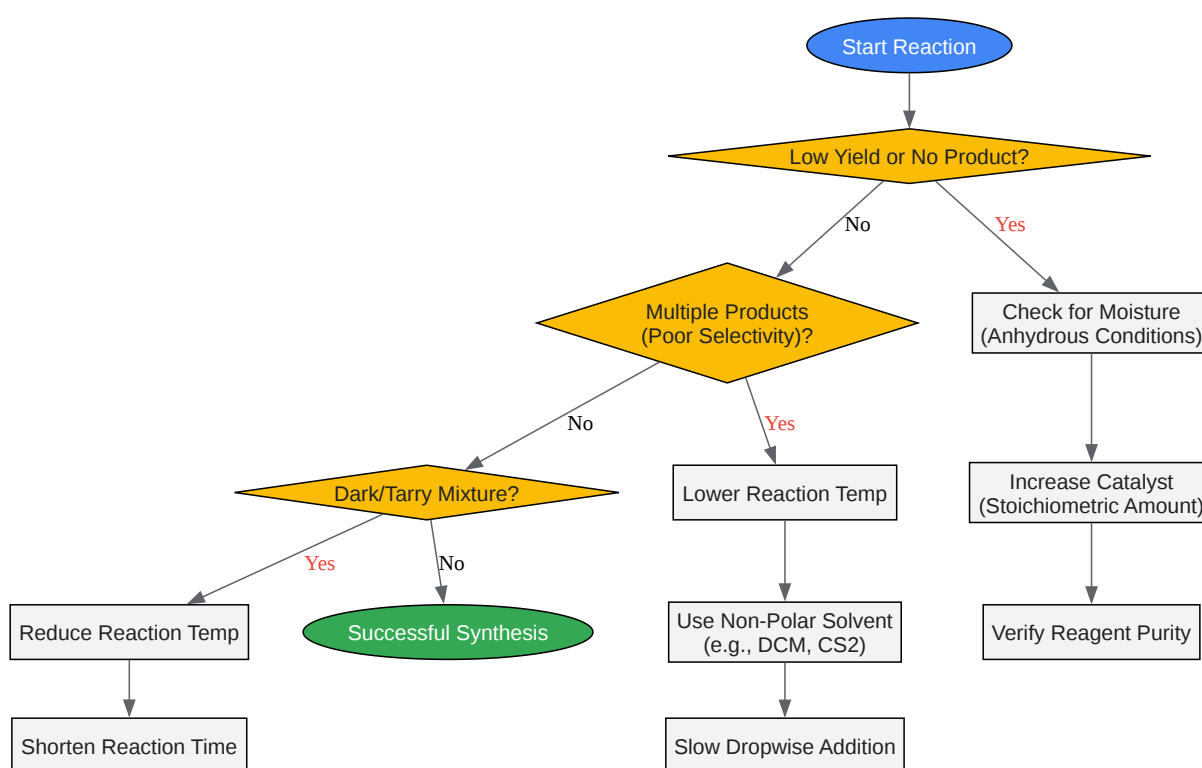 Start Reaction
Low Yield or No Product?
No
Yes
Multiple Products
(Poor Selectivity)?
Check for Moisture
(Anhydrous Conditions)
No
Yes
Dark/Tarry Mixture?
Lower Reaction Temp
Increase Catalyst
(Stoichiometric Amount)
Yes
No
Reduce Reaction Temp
Successful Synthesis
Use Non-Polar Solvent
(e.g., DCM, CS2)
Verify Reagent Purity
Shorten Reaction Time
Slow Dropwise Addition